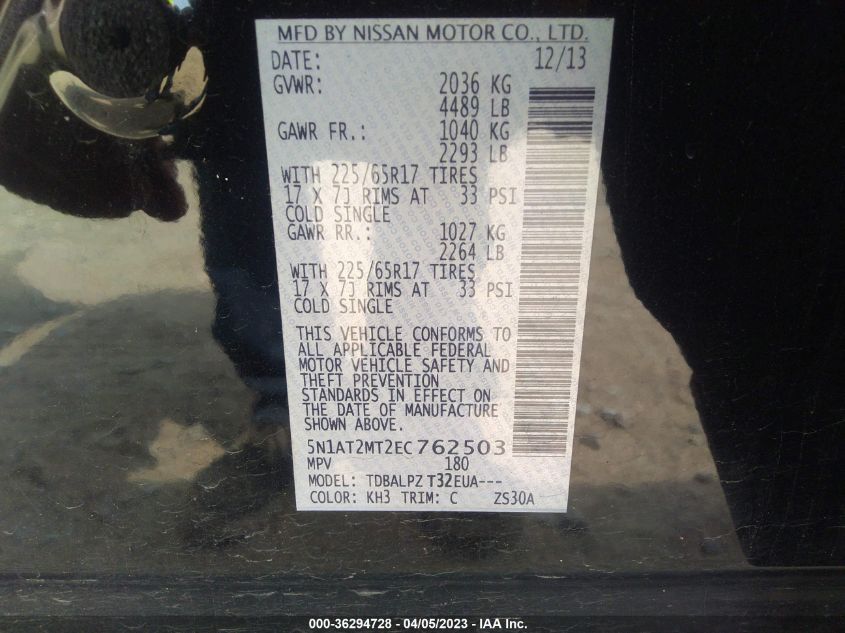 MFD BY NISSAN MOTOR CO., LTD.
DATE: 12/13
GVWR: 2036 KG
4489 LB
GAWR FR.: 1040 KG
2293 LB
WITH 225/65R17 TIRES
17 X 7J RIMS AT 33 PSI
COLD SINGLE
GAWR RR.: 1027 KG
2264 LB
WITH 225/65R17 TIRES
17 X 7J RIMS AT 33 PSI
COLD SINGLE
THIS VEHICLE CONFORMS TO
ALL APPLICABLE FEDERAL
MOTOR VEHICLE SAFETY AND
THEFT PREVENTION
STANDARDS IN EFFECT ON
THE DATE OF MANUFACTURE
SHOWN ABOVE.
5N1AT2MT2EC762503
MPV 180
MODEL: TDBALPZ T32EUA---
COLOR: KH3 TRIM: C ZS30A
000-36294728 - 04/05/2023 - IAA Inc.